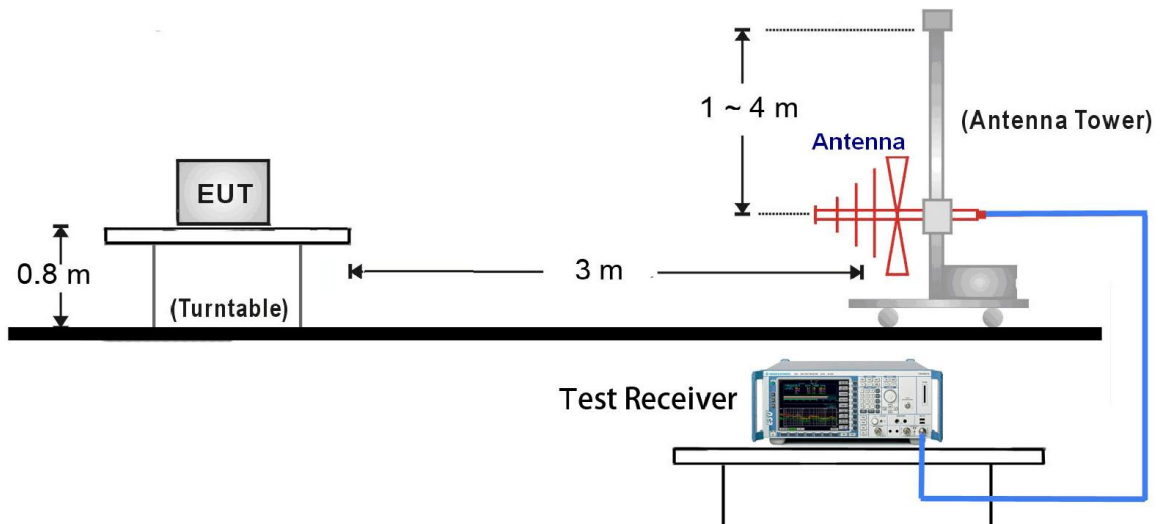 1 ~ 4 m
(Antenna Tower)
Antenna
EUT
0.8 m
3 m
(Turntable)
Test Receiver